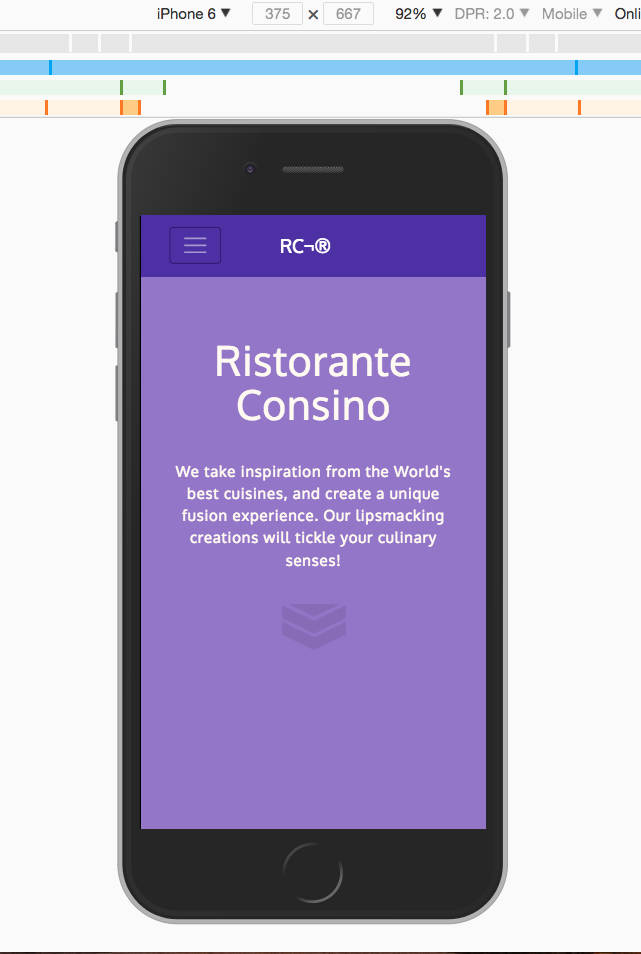 iPhone 6 ▼ 375 × 667 92% ▼ DPR: 2.0 ▼ Mobile ▼ Onli
RC¬®
Ristorante
Consino
We take inspiration from the World's
best cuisines, and create a unique
fusion experience. Our lipsmacking
creations will tickle your culinary
senses!